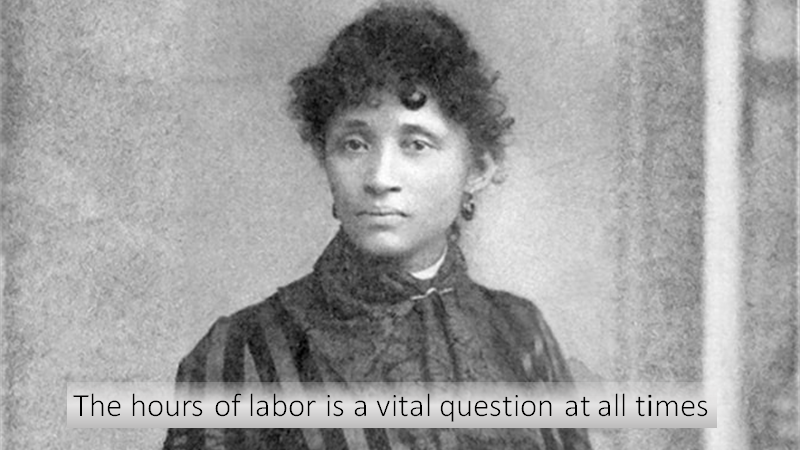 The hours of labor is a vital question at all times